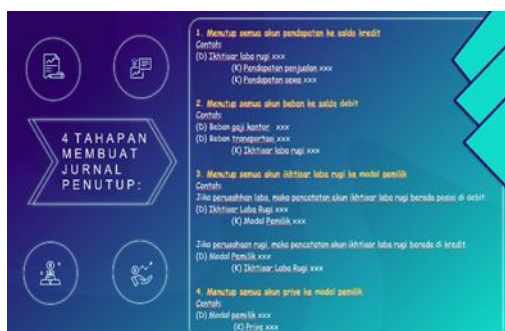 4 TAHAPAN
MEMBUAT
JURNAL
PENUTUP:
1. Menutup semua akun pendapatan ke saldo kredit
Contoh:
(D) Ikhtisar laba rugi xxx
(K) Pendapatan penjualan xxx
(K) Pendapatan sewa xxx
2. Menutup semua akun beban ke saldo debit
Contoh:
(D) Beban gaji kantor xxx
(D) Beban transportasi xxx
(K) Ikhtisar laba rugi xxx
3. Menutup semua akun ikhtisar laba rugi ke modal pemilik
Contoh:
Jika perusahhan laba, maka pencatatan akun ikhtisar laba rugi berada posisi di debit.
(D) Ikhtisar Laba Rugi xxx
(K) Modal Pemilik xxx
Jika perusahaan rugi, maka pencatatan akun ikhtisar laba rugi berada di kredit.
(D) Modal Pemilik xxx
(K) Ikhtisar Laba Rugi xxx
4. Menutup semua akun prive ke modal pemilik
Contoh:
(D) Modal pemilik xxx
(K) Prive xxx